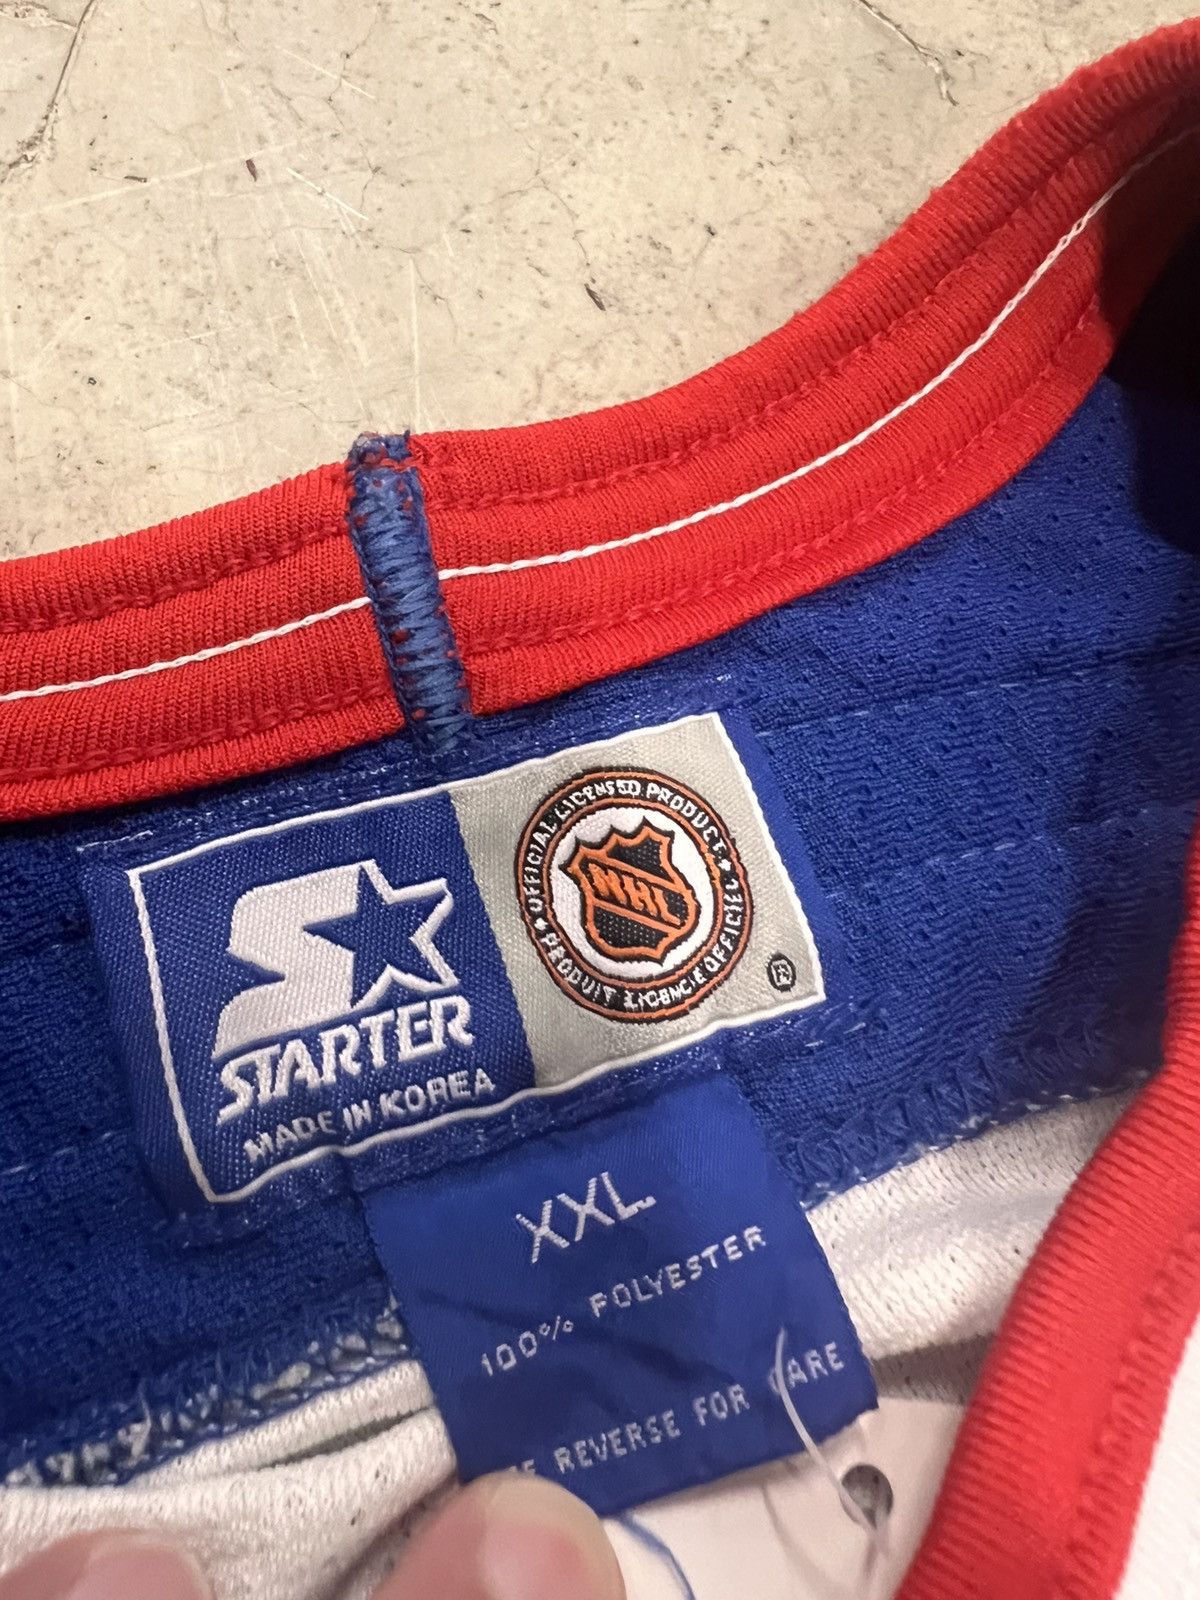 STARTER
MADE IN KOREA
OFFICIAL LICENSED PRODUCT
NHL
PRODUIT LICENCIE OFFICIEL
®
XXL
100% POLYESTER
REVERSE FOR